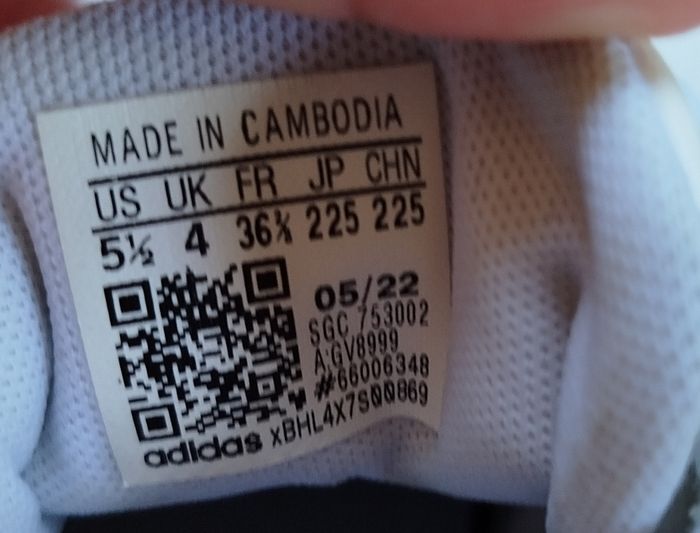 MADE IN CAMBODIA
US UK FR JP CHN
5½ 4 36⅔ 225 225
05/22
SGC 753002
A:GV8999
#66006348
adidas xBHL4X7S00869